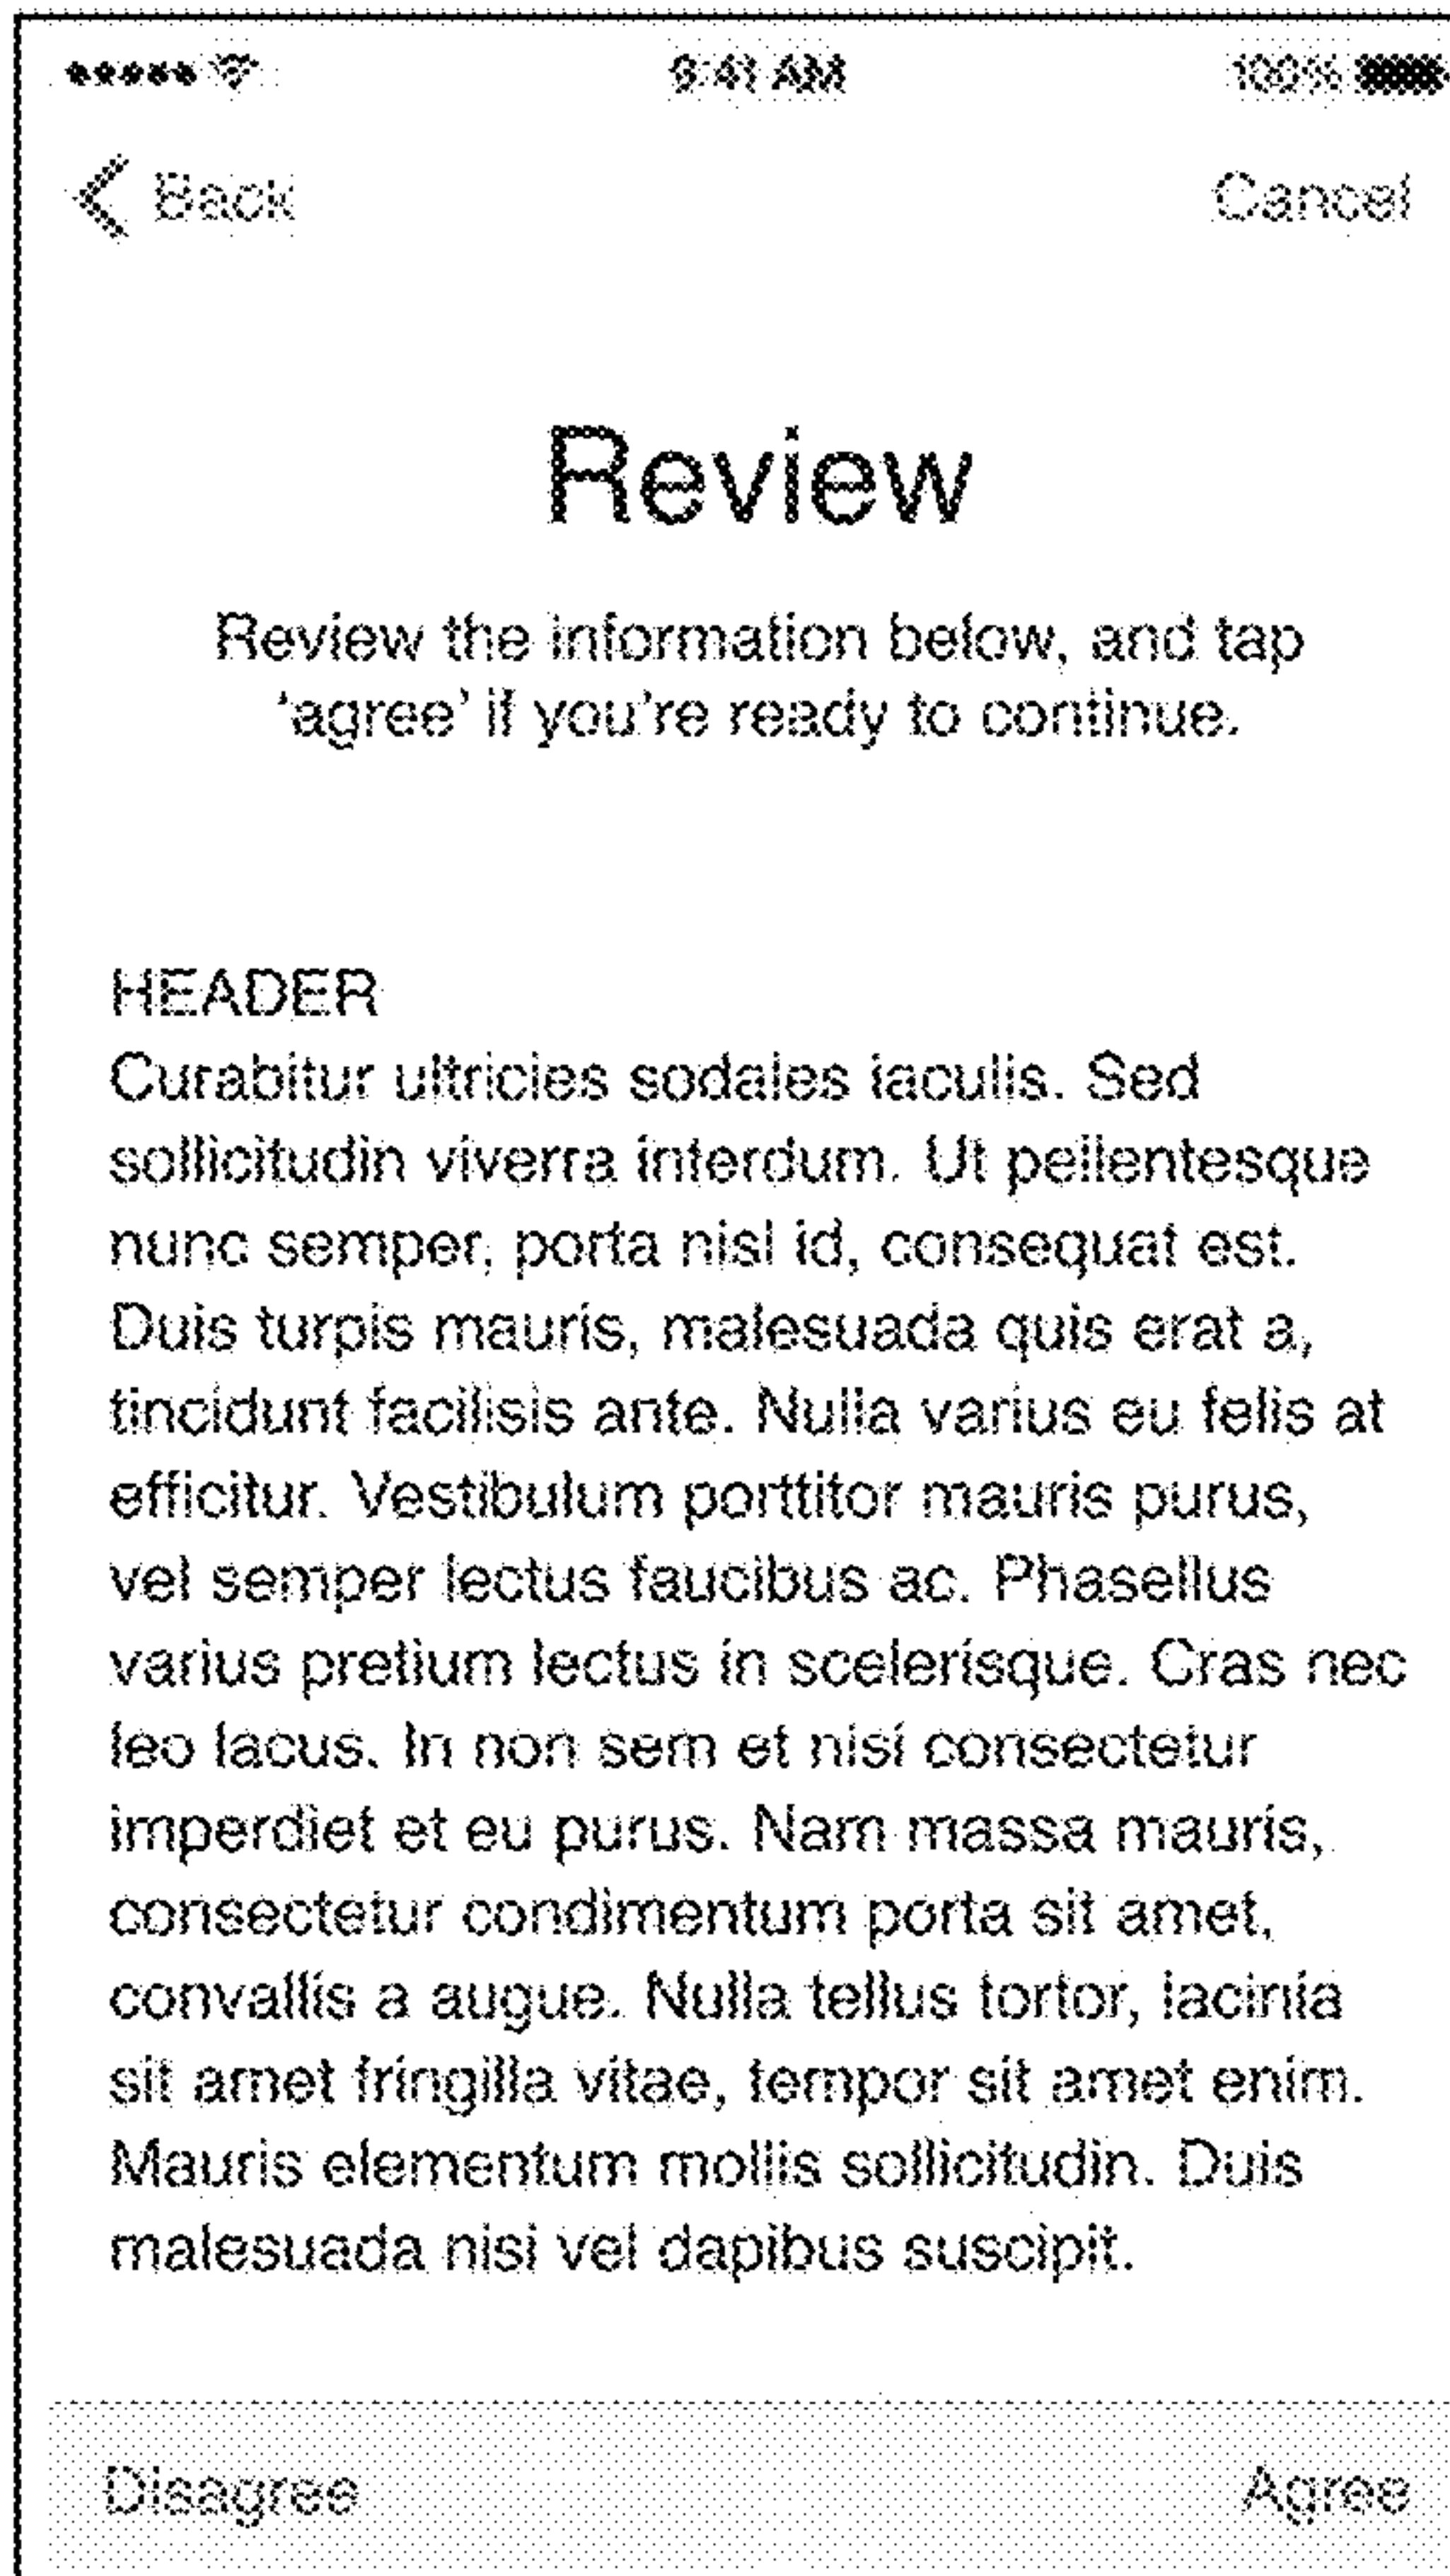 9:41 AM 100%
Back Cancel
Review
Review the information below, and tap
‘agree’ if you’re ready to continue.
HEADER
Curabitur ultricies sodales iaculis. Sed
sollicitudin viverra interdum. Ut pellentesque
nunc semper, porta nisl id, consequat est.
Duis turpis mauris, malesuada quis erat a,
tincidunt facilisis ante. Nulla varius eu felis at
efficitur. Vestibulum porttitor mauris purus,
vel semper lectus faucibus ac. Phasellus
varius pretium lectus in scelerisque. Cras nec
leo lacus. In non sem et nisi consectetur
imperdiet et eu purus. Nam massa mauris,
consectetur condimentum porta sit amet,
convallis a augue. Nulla tellus tortor, lacinia
sit amet fringilla vitae, tempor sit amet enim.
Mauris elementum mollis sollicitudin. Duis
malesuada nisi vel dapibus suscipit.
Disagree Agree